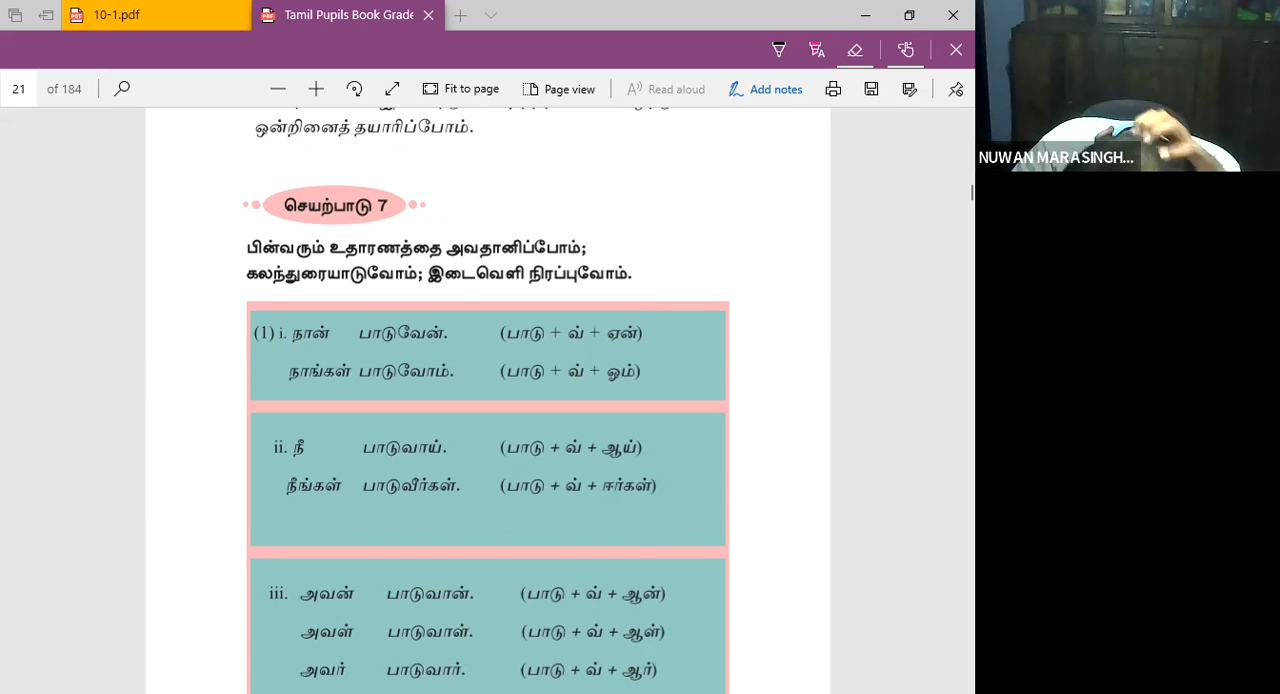 10-1.pdf
Tamil Pupils Book Grade
21 of 184
Fit to page
Page view
Read aloud
Add notes
ஒன்றினைத் தயாரிப்போம்.
செயற்பாடு 7
பின்வரும் உதாரணத்தை அவதானிப்போம்;
கலந்துரையாடுவோம்; இடைவெளி நிரப்புவோம்.
(1) i. நான் பாடுவேன். (பாடு + வ் + ஏன்)
நாங்கள் பாடுவோம். (பாடு + வ் + ஓம்)
ii. நீ பாடுவாய். (பாடு + வ் + ஆய்)
நீங்கள் பாடுவீர்கள். (பாடு + வ் + ஈர்கள்)
iii. அவன் பாடுவான். (பாடு + வ் + ஆன்)
அவள் பாடுவாள். (பாடு + வ் + ஆள்)
அவர் பாடுவார். (பாடு + வ் + ஆர்)
NUWAN MARASINGH...